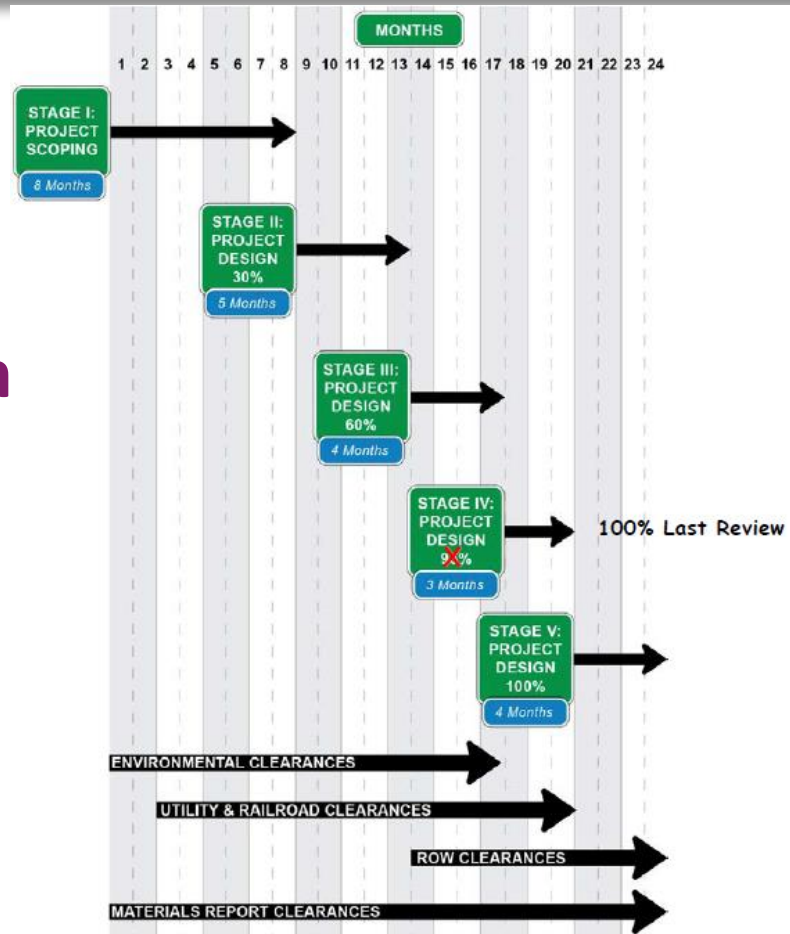 MONTHS
1 2 3 4 5 6 7 8 9 10 11 12 13 14 15 16 17 18 19 20 21 22 23 24
STAGE I:
PROJECT
SCOPING
8 Months
STAGE II:
PROJECT
DESIGN
30%
5 Months
n
STAGE III:
PROJECT
DESIGN
60%
4 Months
STAGE IV:
PROJECT
DESIGN
100% Last Review
3 Months
STAGE V:
PROJECT
DESIGN
100%
4 Months
ENVIRONMENTAL CLEARANCES
UTILITY & RAILROAD CLEARANCES
ROW CLEARANCES
MATERIALS REPORT CLEARANCES